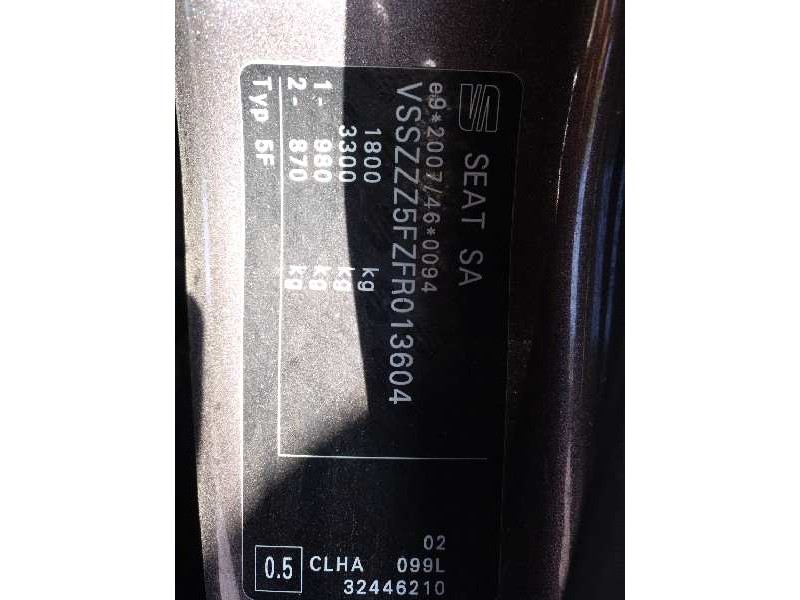 SEAT SA
e9*2007/46*0094
VSSZZZ5FZFR013604
1800 kg
3300 kg
1- 980 kg
2- 870 kg
Typ 5F
02
0.5 CLHA 099L
32446210